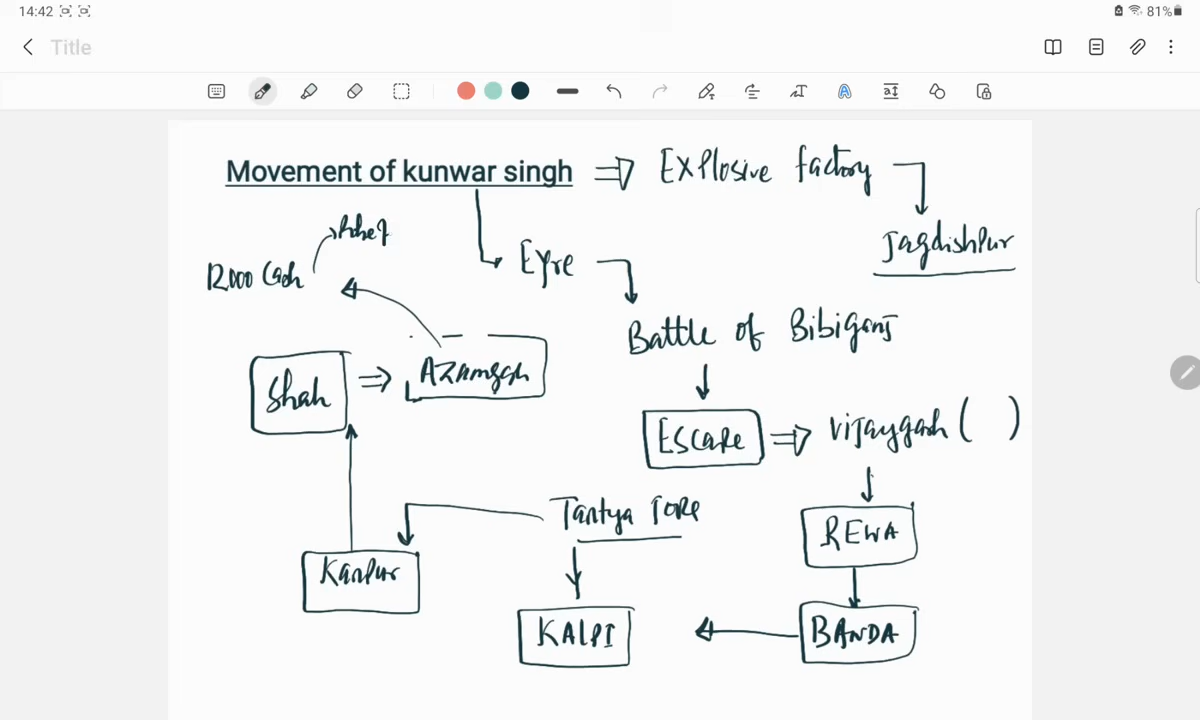 14:42
81%
Title
Movement of kunwar singh ⇒ Explosive factory
Jagdishpur
12000 Cash
Eyre
Battle of Bibiganj
Shah ⇒ Azamgah
Escape ⇒ Vijaygarh ( )
Tantya TOPE
REWA
Kanpur
KALPI
BANDA